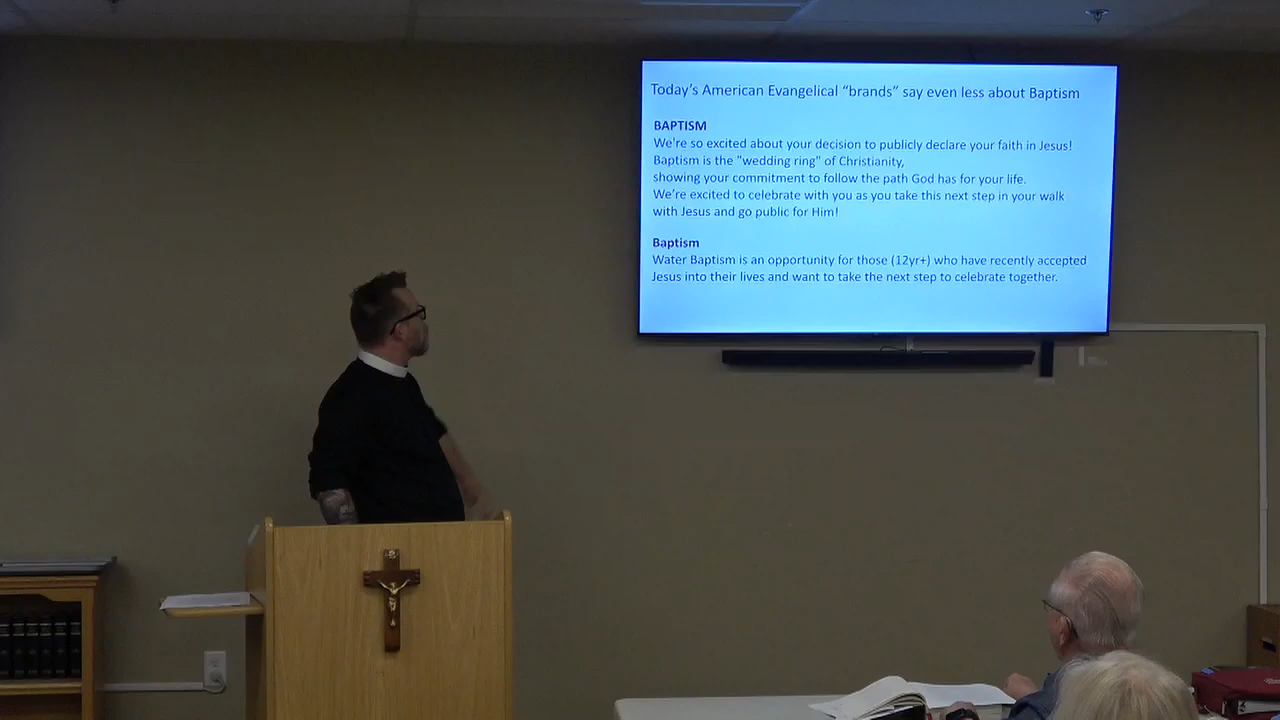 Today's American Evangelical “brands” say even less about Baptism
BAPTISM
We're so excited about your decision to publicly declare your faith in Jesus!
Baptism is the "wedding ring" of Christianity,
showing your commitment to follow the path God has for your life.
We’re excited to celebrate with you as you take this next step in your walk
with Jesus and go public for Him!
Baptism
Water Baptism is an opportunity for those (12yr+) who have recently accepted
Jesus into their lives and want to take the next step to celebrate together.